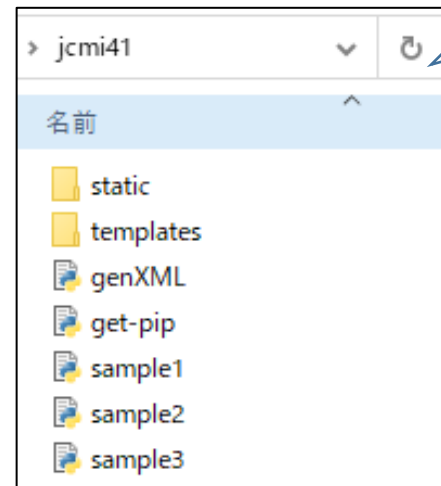 jcmi41
名前
static
templates
genXML
get-pip
sample1
sample2
sample3